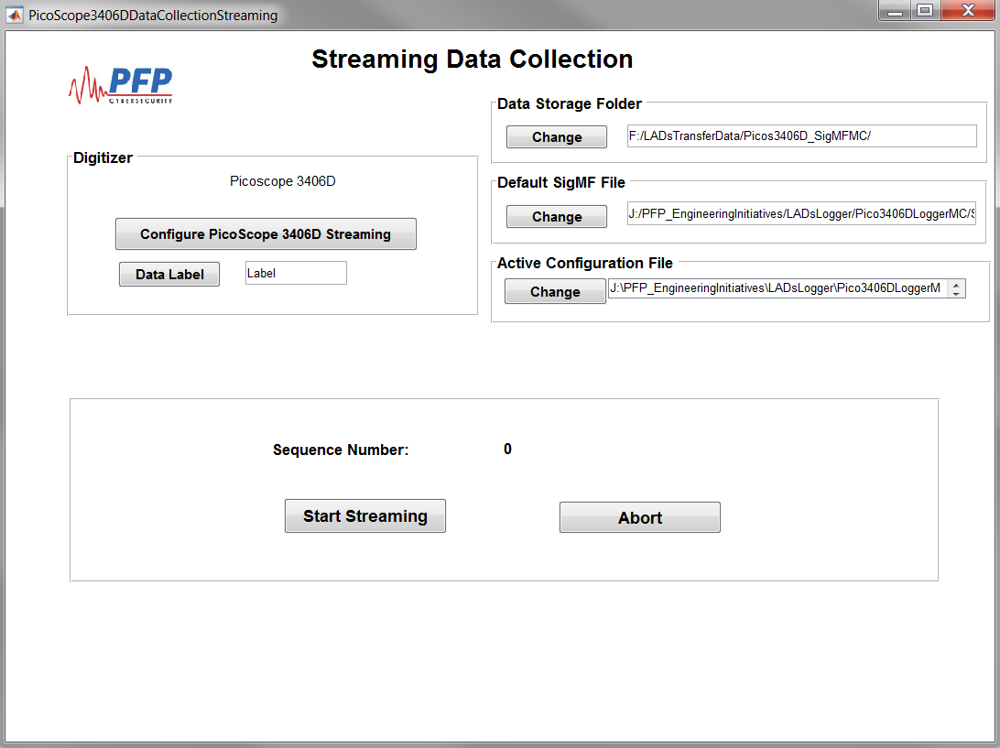 PicoScope3406DDataCollectionStreaming
Streaming Data Collection
PFP
CYBERSECURITY
Data Storage Folder
Change
F:/LADsTransferData/Picos3406D_SigMFMC/
Digitizer
Picoscope 3406D
Configure PicoScope 3406D Streaming
Data Label
Label
Default SigMF File
Change
J:/PFP_EngineeringInitiatives/LADsLogger/Pico3406DLoggerMC/S
Active Configuration File
Change
J:\PFP_EngineeringInitiatives\LADsLogger\Pico3406DLoggerM
Sequence Number:
0
Start Streaming
Abort